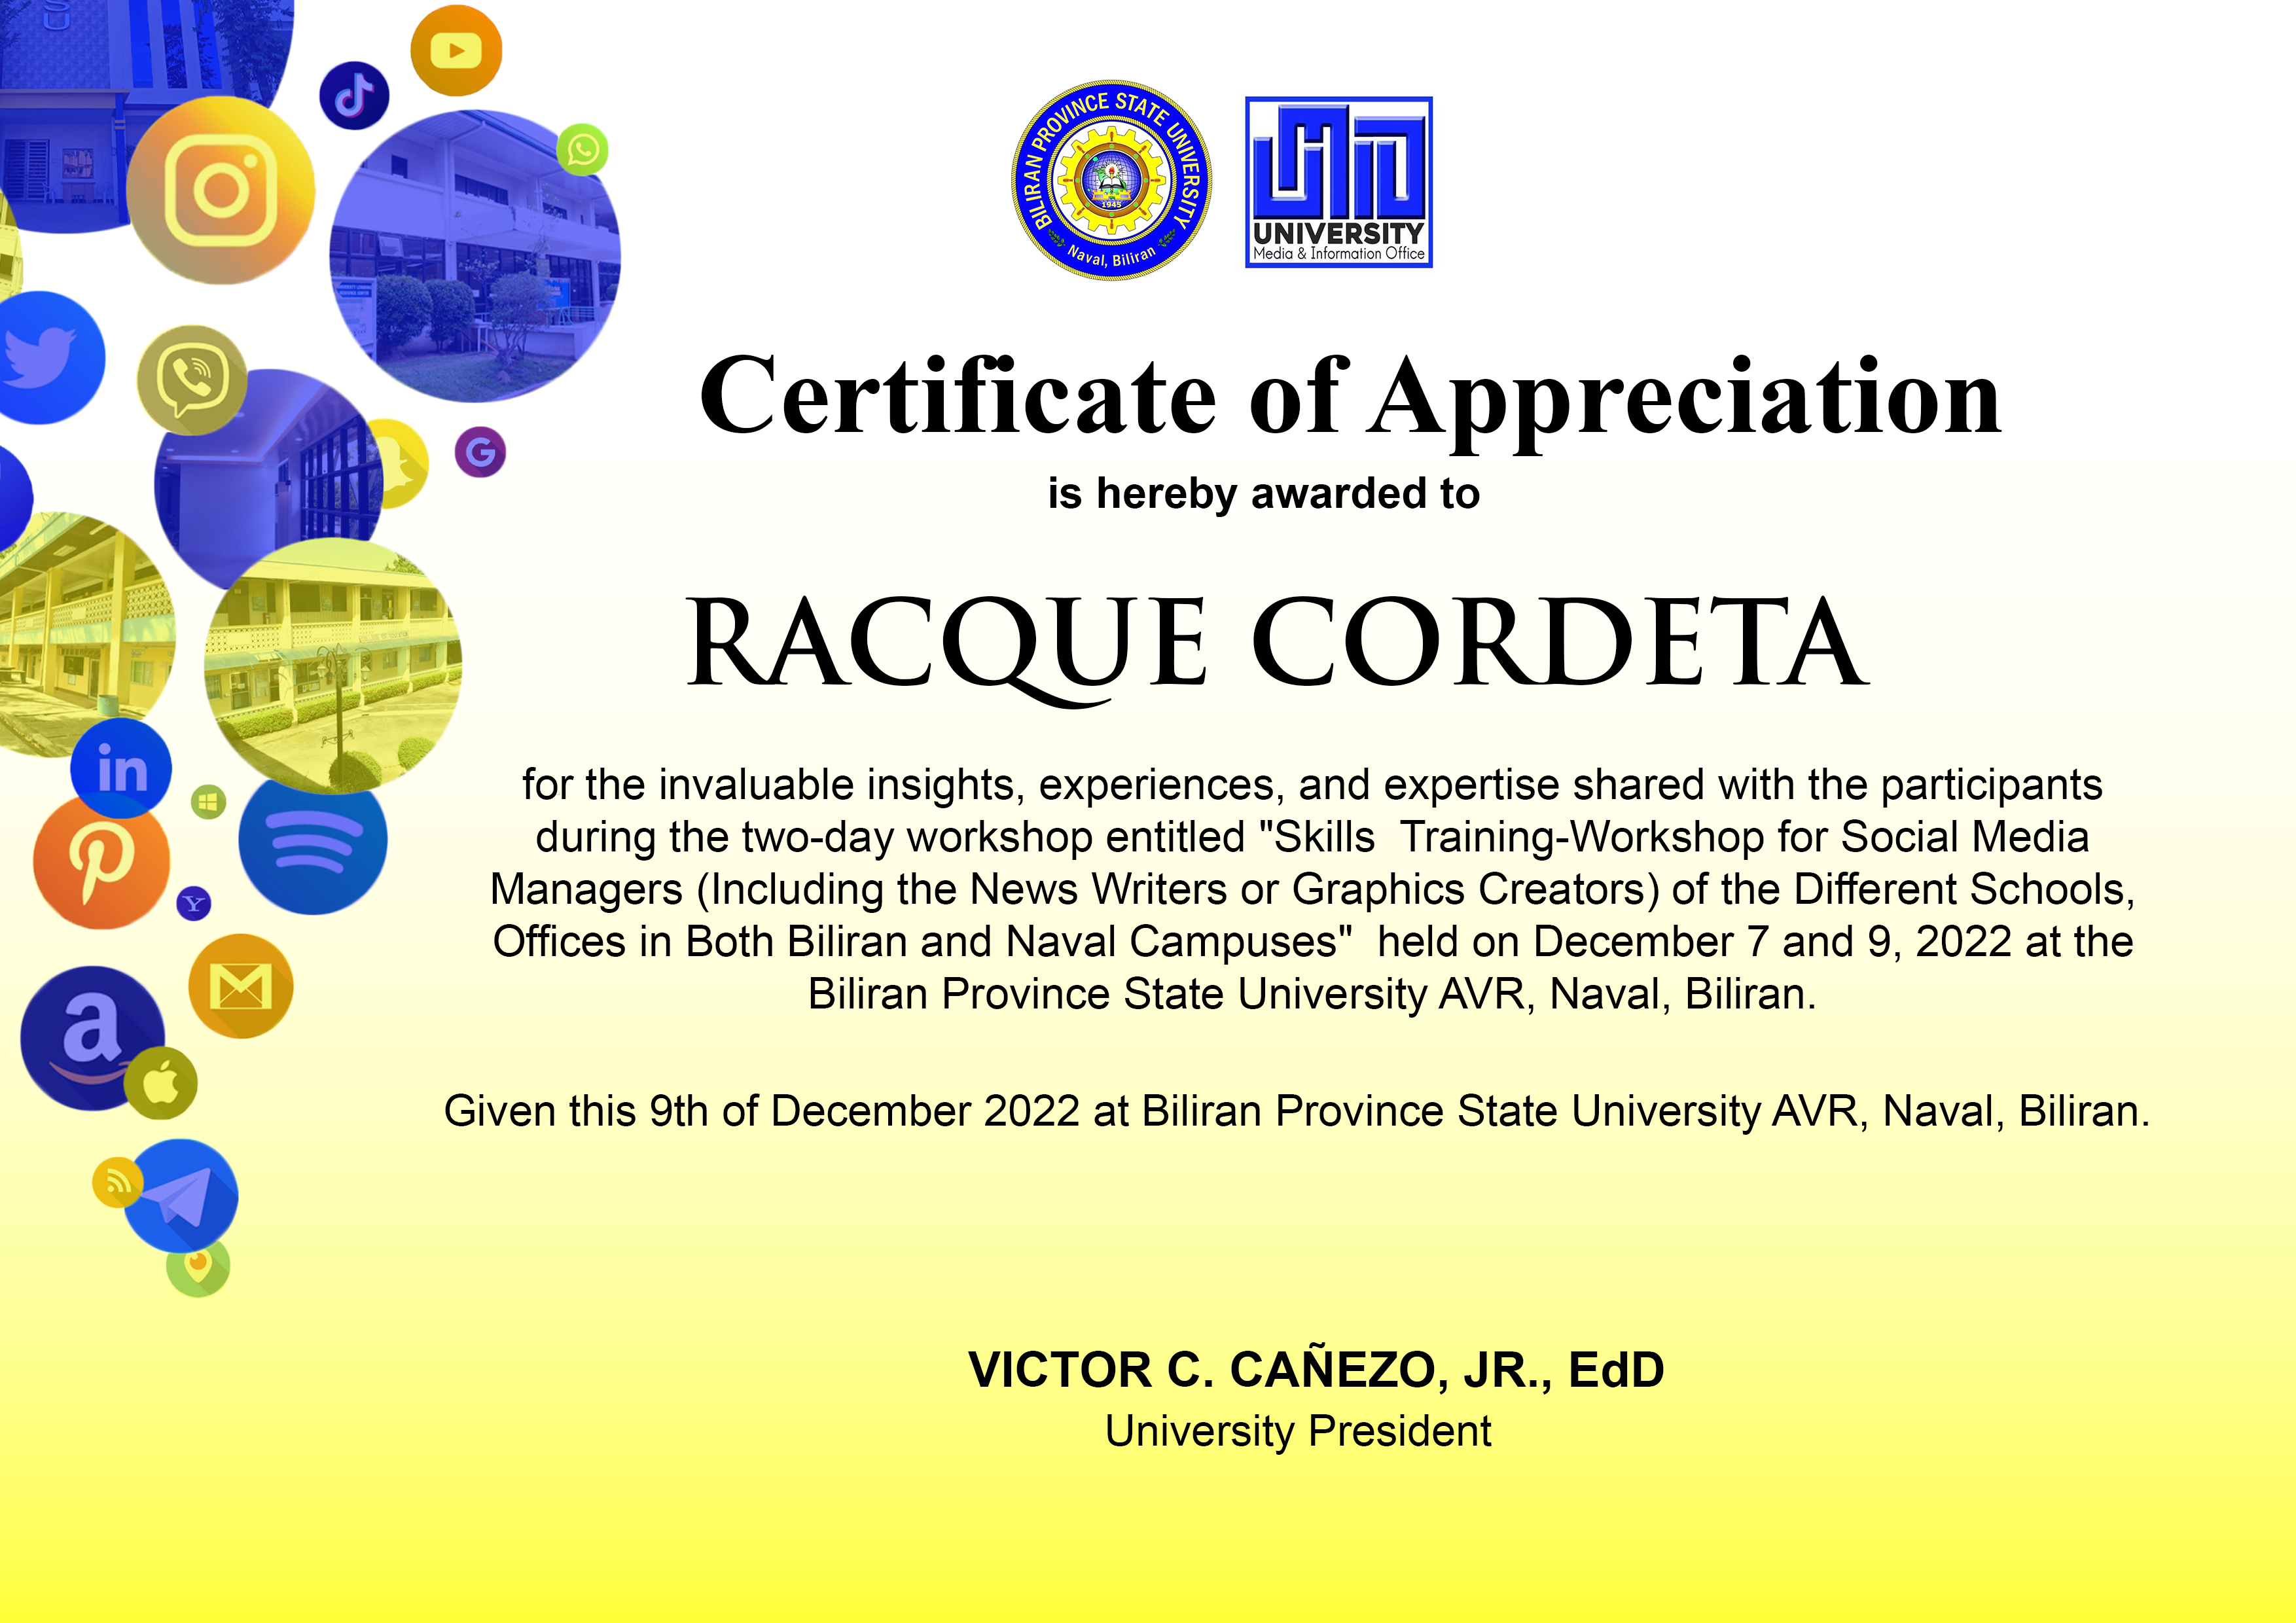 SU
BILIRAN PROVINCE STATE UNIVERSITY
1945
Naval, Biliran
UNIVERSITY
Media & Information Office
Certificate of Appreciation
is hereby awarded to
RACQUE CORDETA
for the invaluable insights, experiences, and expertise shared with the participants
during the two-day workshop entitled "Skills  Training-Workshop for Social Media
Managers (Including the News Writers or Graphics Creators) of the Different Schools,
Offices in Both Biliran and Naval Campuses"  held on December 7 and 9, 2022 at the
Biliran Province State University AVR, Naval, Biliran.
Given this 9th of December 2022 at Biliran Province State University AVR, Naval, Biliran.
VICTOR C. CAÑEZO, JR., EdD
University President